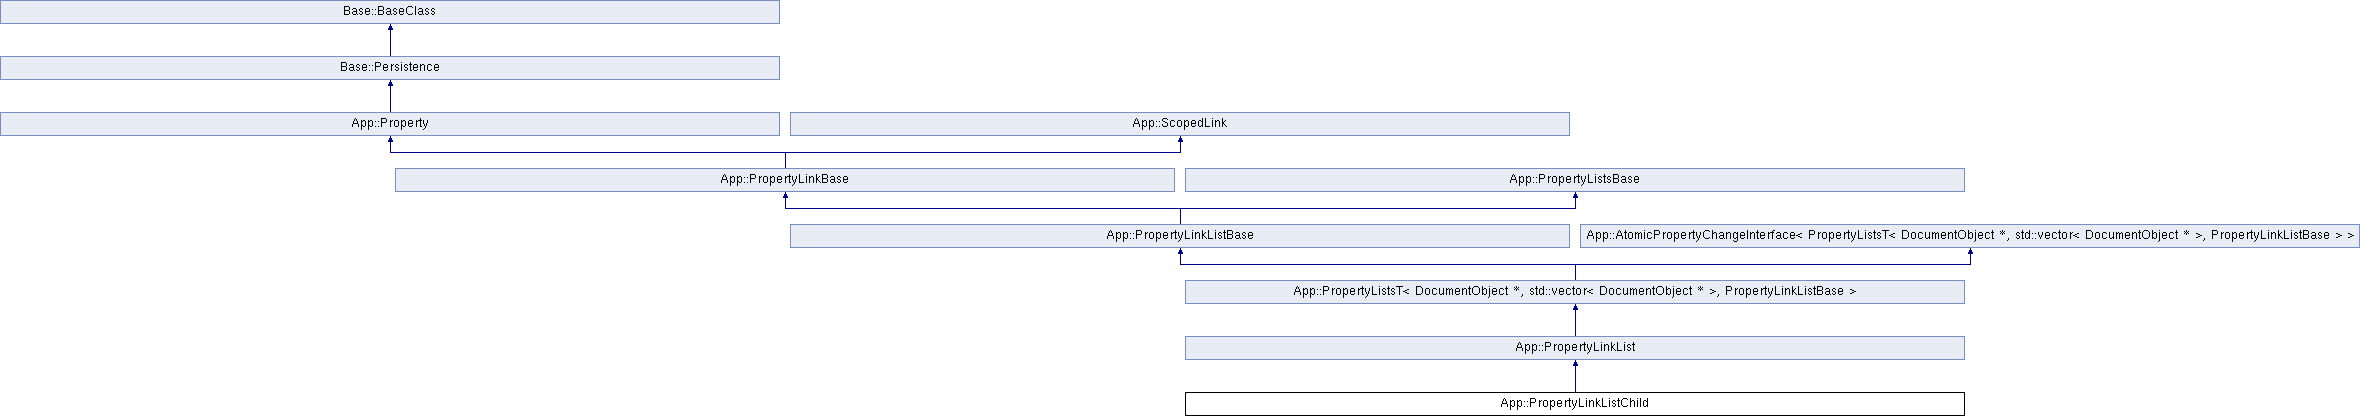 Base::BaseClass
Base::Persistence
App::Property
App::ScopedLink
App::PropertyLinkBase
App::PropertyListsBase
App::PropertyLinkListBase
App::AtomicPropertyChangeInterface< PropertyListsT< DocumentObject *, std::vector< DocumentObject * >, PropertyLinkListBase > >
App::PropertyListsT< DocumentObject *, std::vector< DocumentObject * >, PropertyLinkListBase >
App::PropertyLinkList
App::PropertyLinkListChild